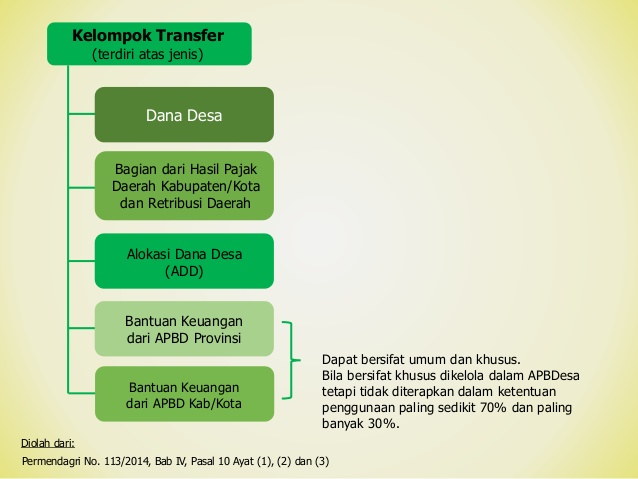 Kelompok Transfer
(terdiri atas jenis)
Dana Desa
Bagian dari Hasil Pajak
Daerah Kabupaten/Kota
dan Retribusi Daerah
Alokasi Dana Desa
(ADD)
Bantuan Keuangan
dari APBD Provinsi
Bantuan Keuangan
dari APBD Kab/Kota
Dapat bersifat umum dan khusus.
Bila bersifat khusus dikelola dalam APBDesa
tetapi tidak diterapkan dalam ketentuan
penggunaan paling sedikit 70% dan paling
banyak 30%.
Diolah dari:
Permendagri No. 113/2014, Bab IV, Pasal 10 Ayat (1), (2) dan (3)